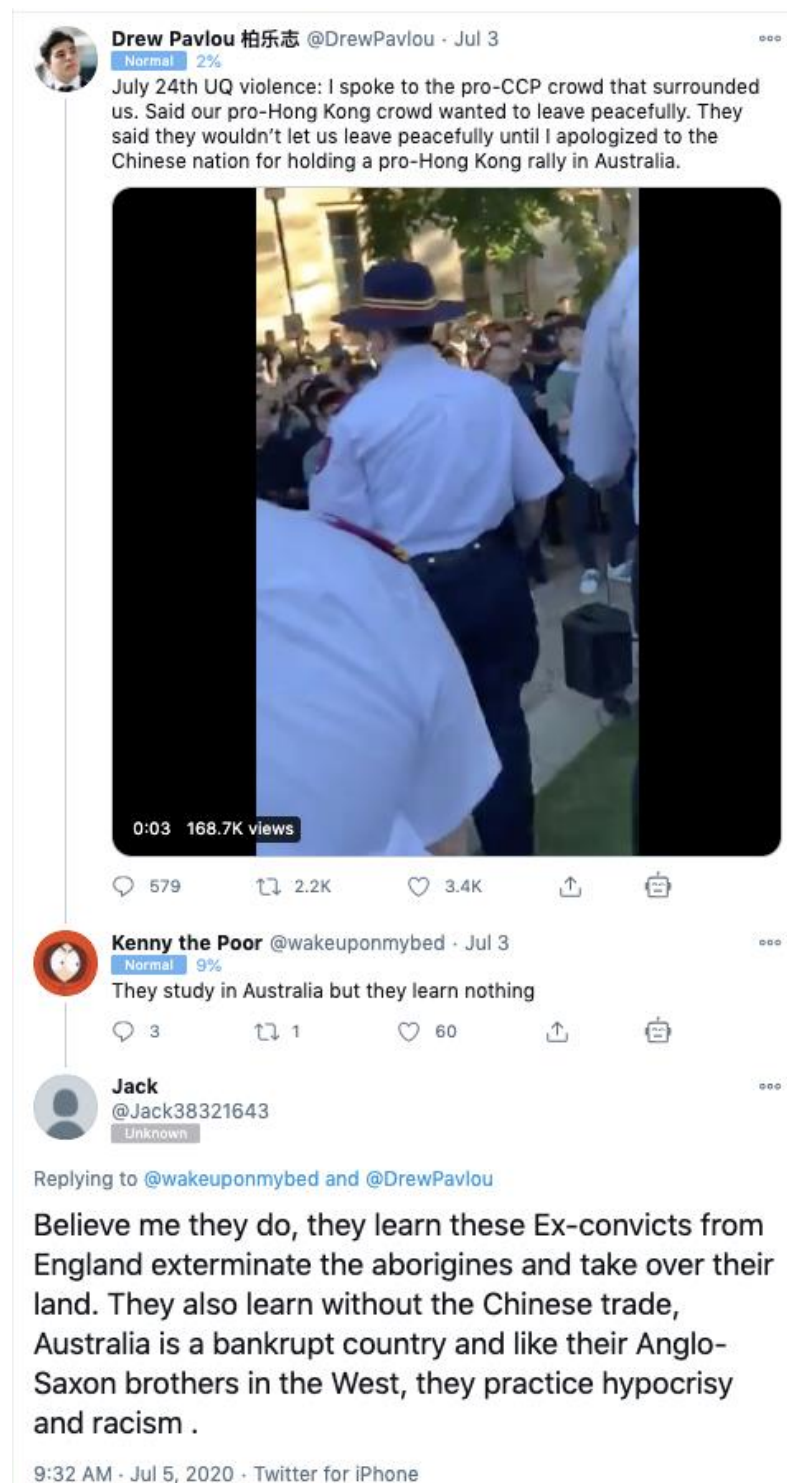 Drew Pavlou 柏乐志 @DrewPavlou · Jul 3
Normal 2%
July 24th UQ violence: I spoke to the pro-CCP crowd that surrounded
us. Said our pro-Hong Kong crowd wanted to leave peacefully. They
said they wouldn't let us leave peacefully until I apologized to the
Chinese nation for holding a pro-Hong Kong rally in Australia.
0:03 168.7K views
579 2.2K 3.4K
Kenny the Poor @wakeuponmybed · Jul 3
Normal 9%
They study in Australia but they learn nothing
3 1 60
Jack
@Jack38321643
Unknown
Replying to @wakeuponmybed and @DrewPavlou
Believe me they do, they learn these Ex-convicts from
England exterminate the aborigines and take over their
land. They also learn without the Chinese trade,
Australia is a bankrupt country and like their Anglo-
Saxon brothers in the West, they practice hypocrisy
and racism .
9:32 AM · Jul 5, 2020 · Twitter for iPhone